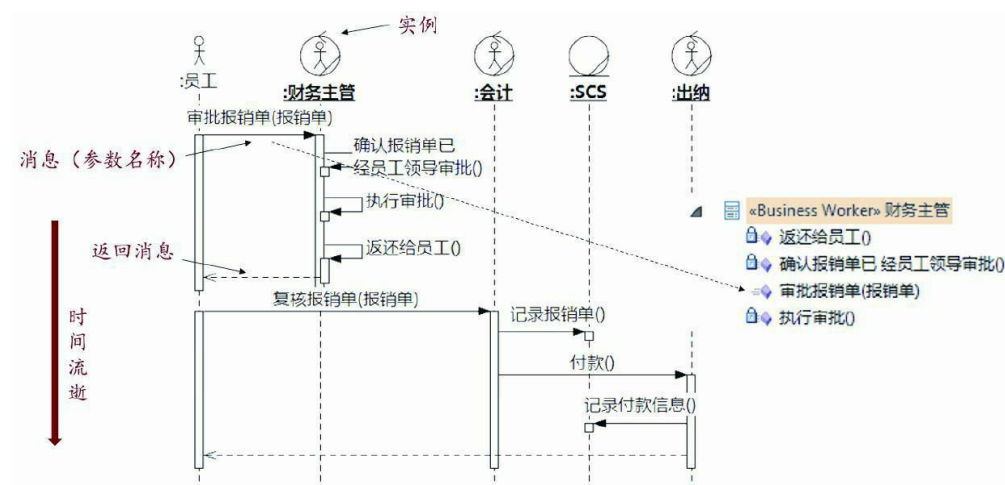 实例
:员工
:财务主管
:会计
:SCS
:出纳
审批报销单(报销单)
消息（参数名称）
确认报销单已
经员工领导审批()
执行审批()
返回消息
返还给员工()
«Business Worker» 财务主管
返还给员工()
确认报销单已 经员工领导审批()
审批报销单(报销单)
执行审批()
复核报销单(报销单)
时
间
流
逝
记录报销单()
付款()
记录付款信息()